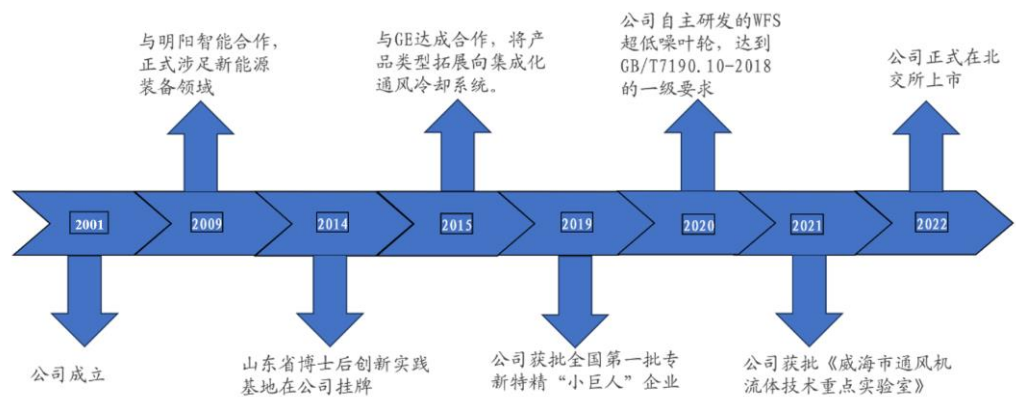 与明阳智能合作，
正式涉足新能源
装备领域
与GE达成合作，将产
品类型拓展向集成化
通风冷却系统。
公司自主研发的WFS
超低噪叶轮，达到
GB/T7190.10-2018
的一级要求
公司正式在北
交所上市
2001
2009
2014
2015
2019
2020
2021
2022
公司成立
山东省博士后创新实践
基地在公司挂牌
公司获批全国第一批专
新特精“小巨人”企业
公司获批《威海市通风机
流体技术重点实验室》